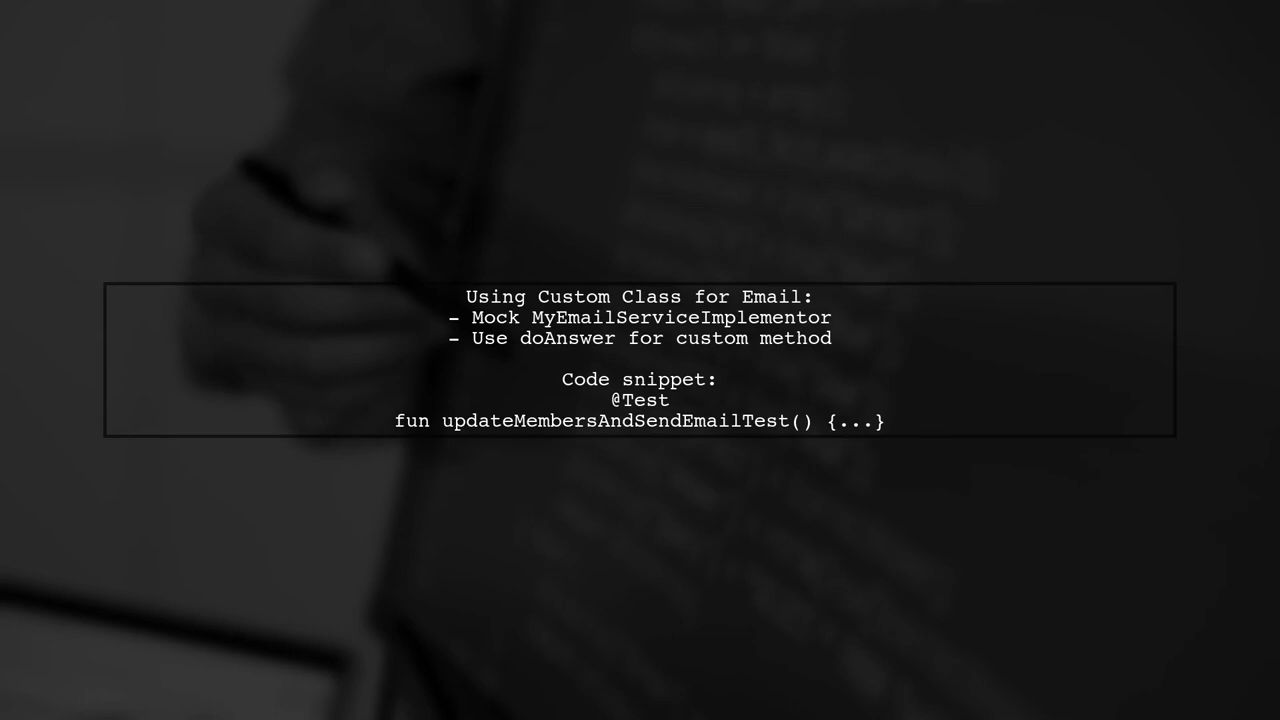 Using Custom Class for Email:
- Mock MyEmailServiceImplementor
- Use doAnswer for custom method
Code snippet:
@Test
fun updateMembersAndSendEmailTest() {...}